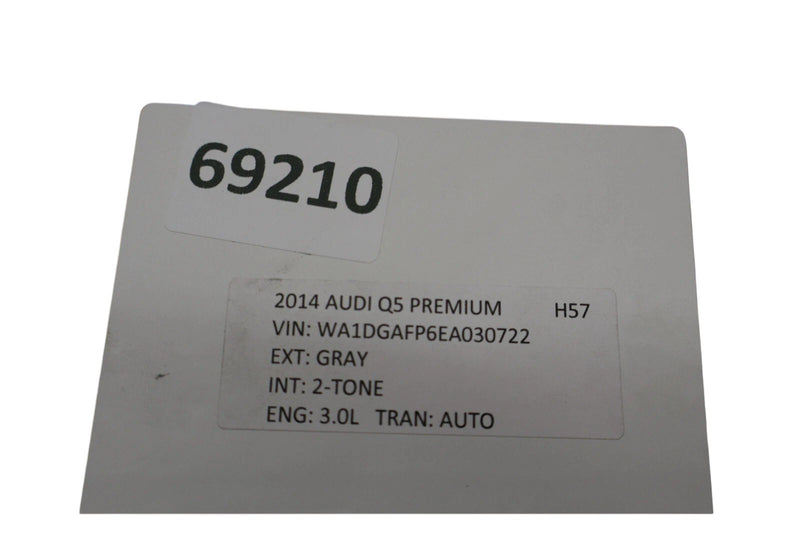 69210
2014 AUDI Q5 PREMIUM H57
VIN: WA1DGAFP6EA030722
EXT: GRAY
INT: 2-TONE
ENG: 3.0L TRAN: AUTO